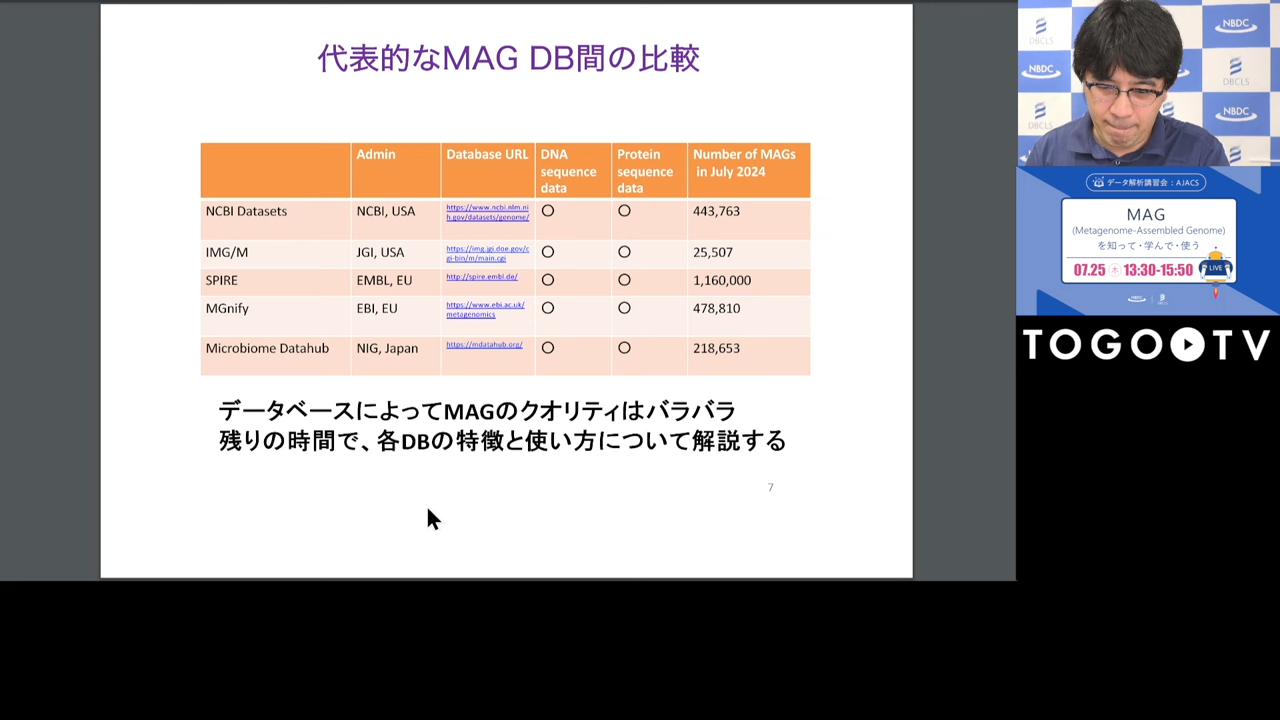 代表的なMAG DB間の比較
Admin Database URL DNA sequence data Protein sequence data Number of MAGs in July 2024
NCBI Datasets NCBI, USA https://www.ncbi.nlm.nih.gov/datasets/genome/ 〇 〇 443,763
IMG/M JGI, USA https://img.jgi.doe.gov/cgi-bin/m/main.cgi 〇 〇 25,507
SPIRE EMBL, EU http://spire.embl.de/ 〇 〇 1,160,000
MGnify EBI, EU https://www.ebi.ac.uk/metagenomics 〇 〇 478,810
Microbiome Datahub NIG, Japan https://mdatahub.org/ 〇 〇 218,653
データベースによってMAGのクオリティはバラバラ
残りの時間で、各DBの特徴と使い方について解説する
7
DBCLS
NBDC
NBDC
DBCLS
DBCLS
NBDC
データ解析講習会：AJACS
MAG
(Metagenome-Assembled Genome)
を知って・学んで・使う
07.25 木 13:30-15:50
LIVE
NBDC
DBCLS
TOGO TV